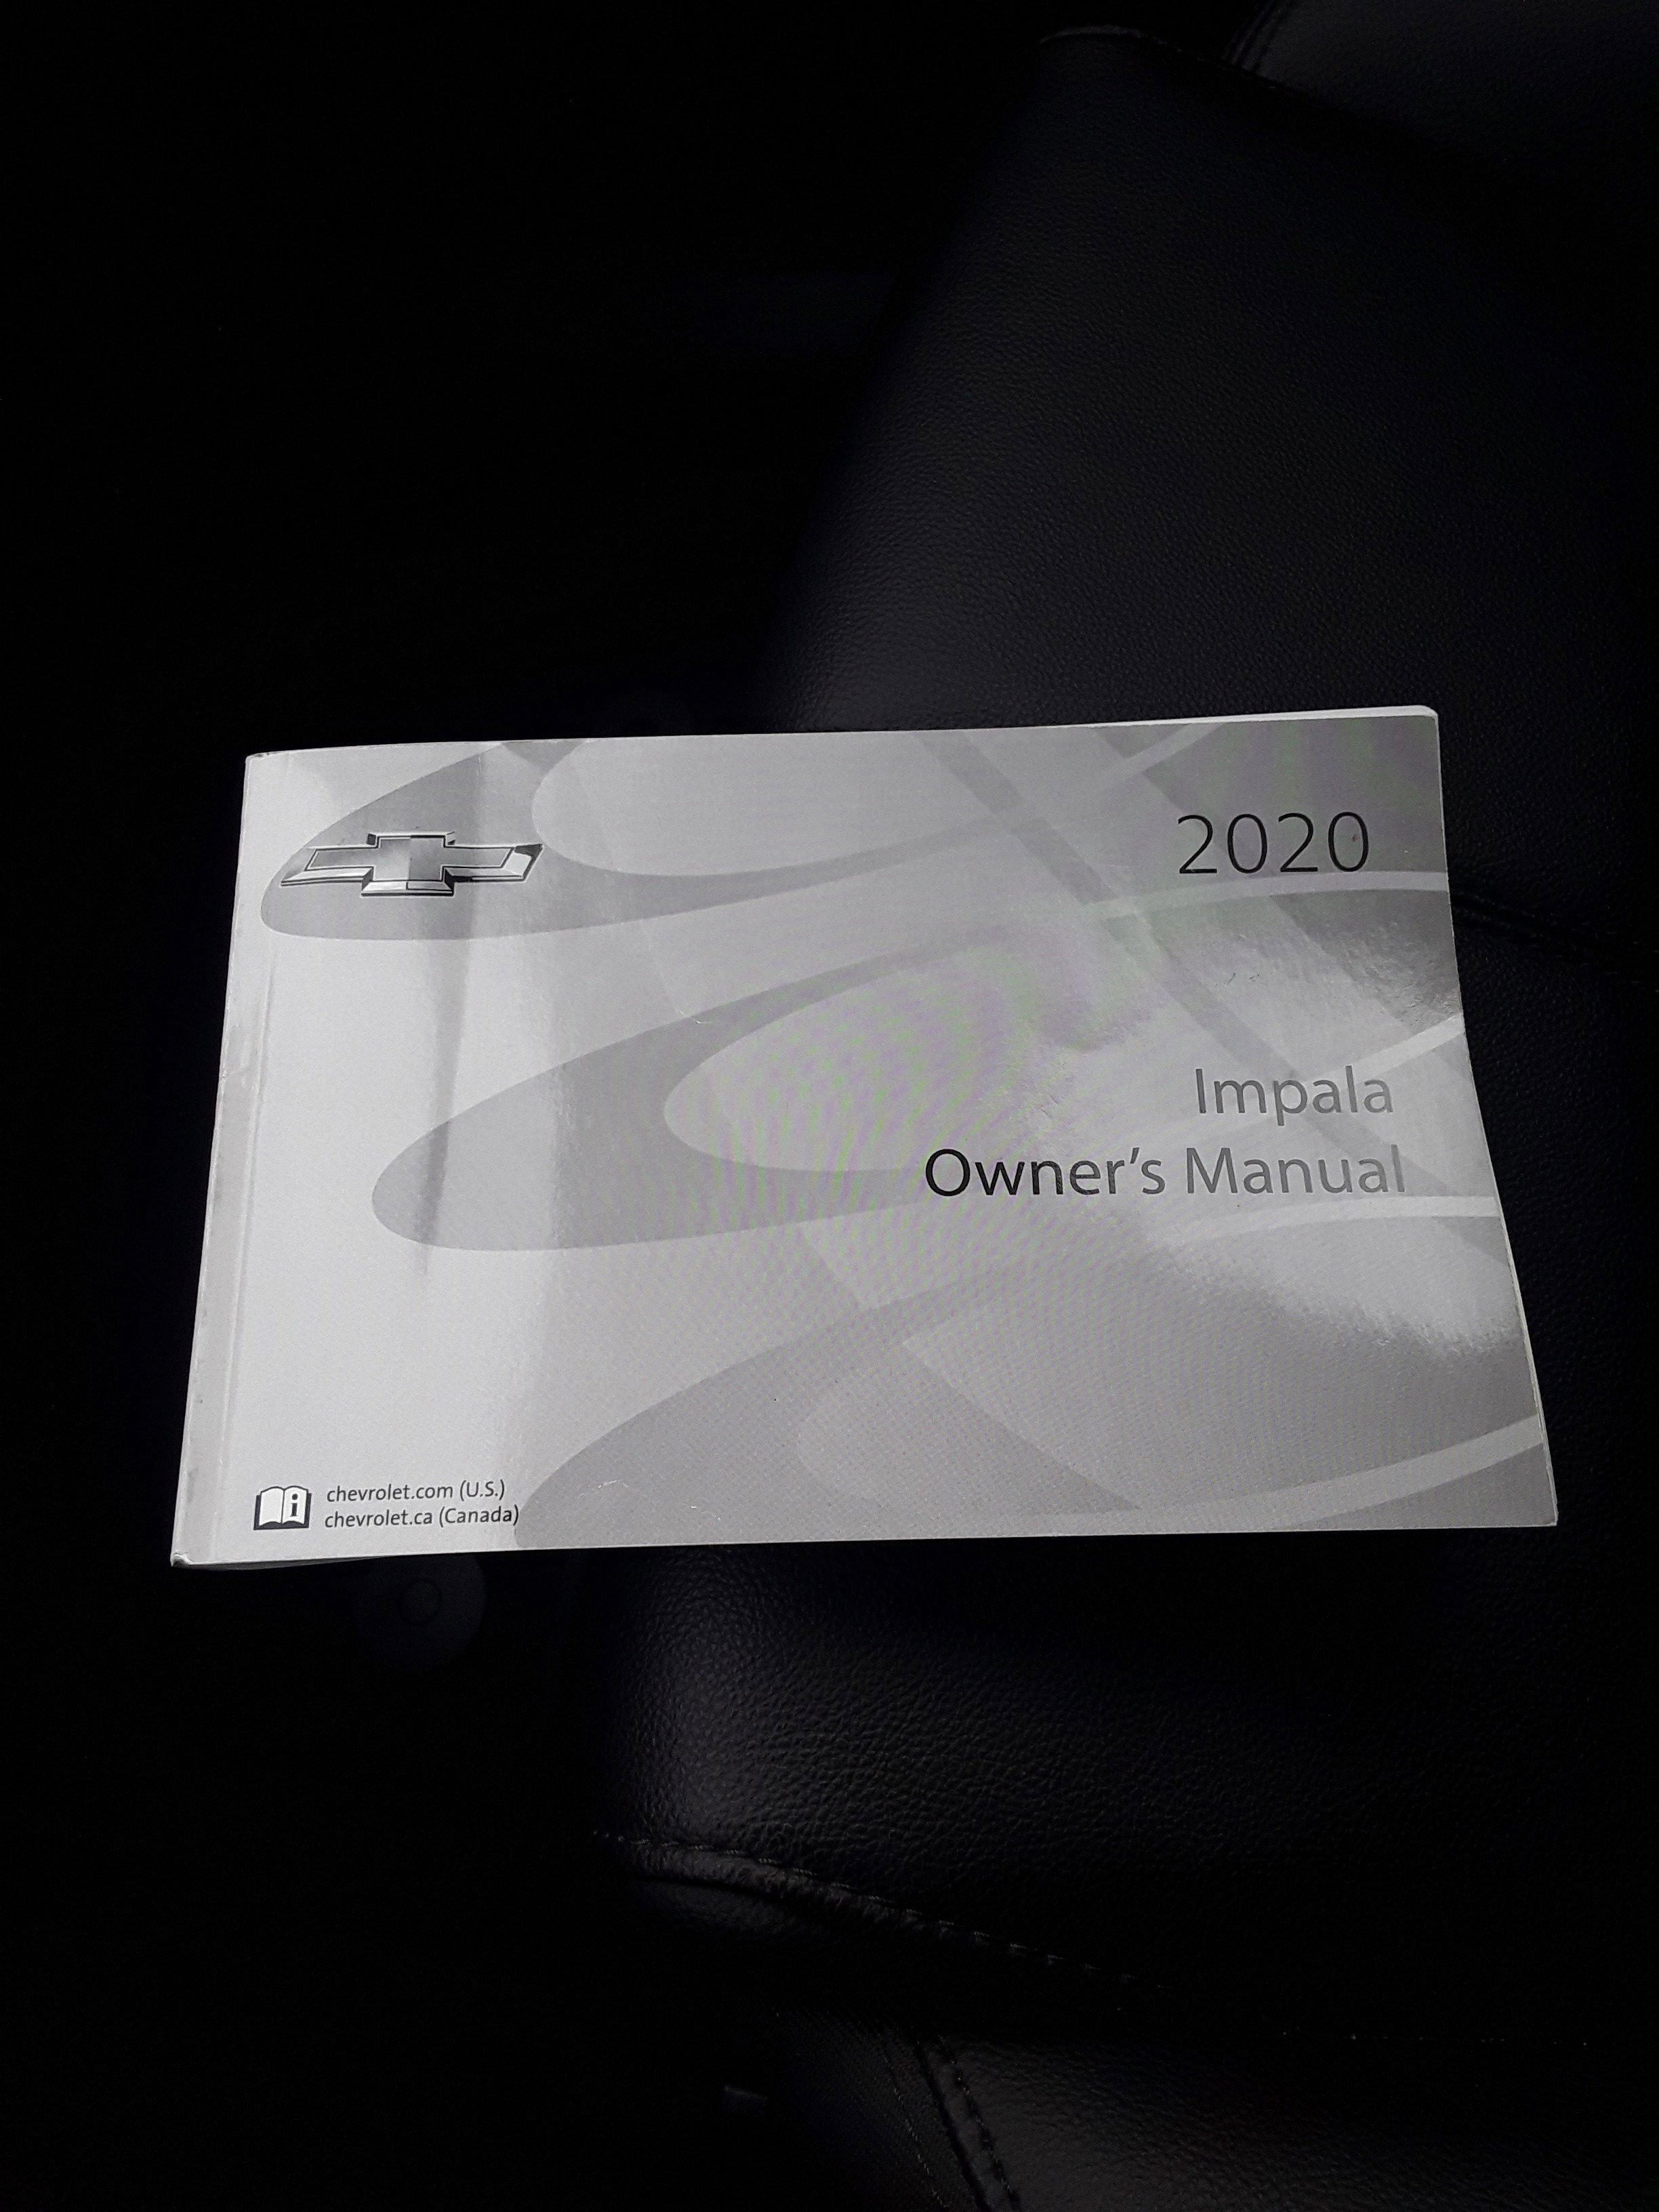 2020
Impala
Owner's Manual
chevrolet.com (U.S.)
chevrolet.ca (Canada)